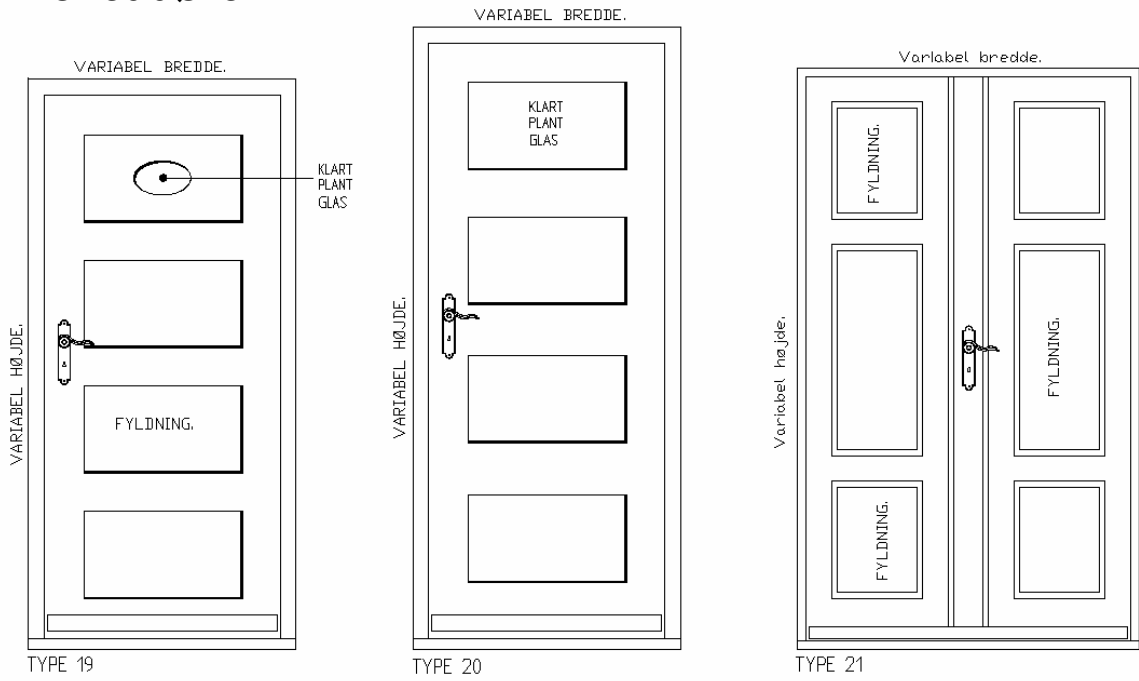 VARIABEL BREDDE.
VARIABEL HØJDE.
KLART
PLANT
GLAS
FYLDNING.
TYPE 19
VARIABEL BREDDE.
VARIABEL HØJDE.
KLART
PLANT
GLAS
TYPE 20
Variabel bredde.
Variabel højde.
FYLDNING.
FYLDNING.
FYLDNING.
TYPE 21